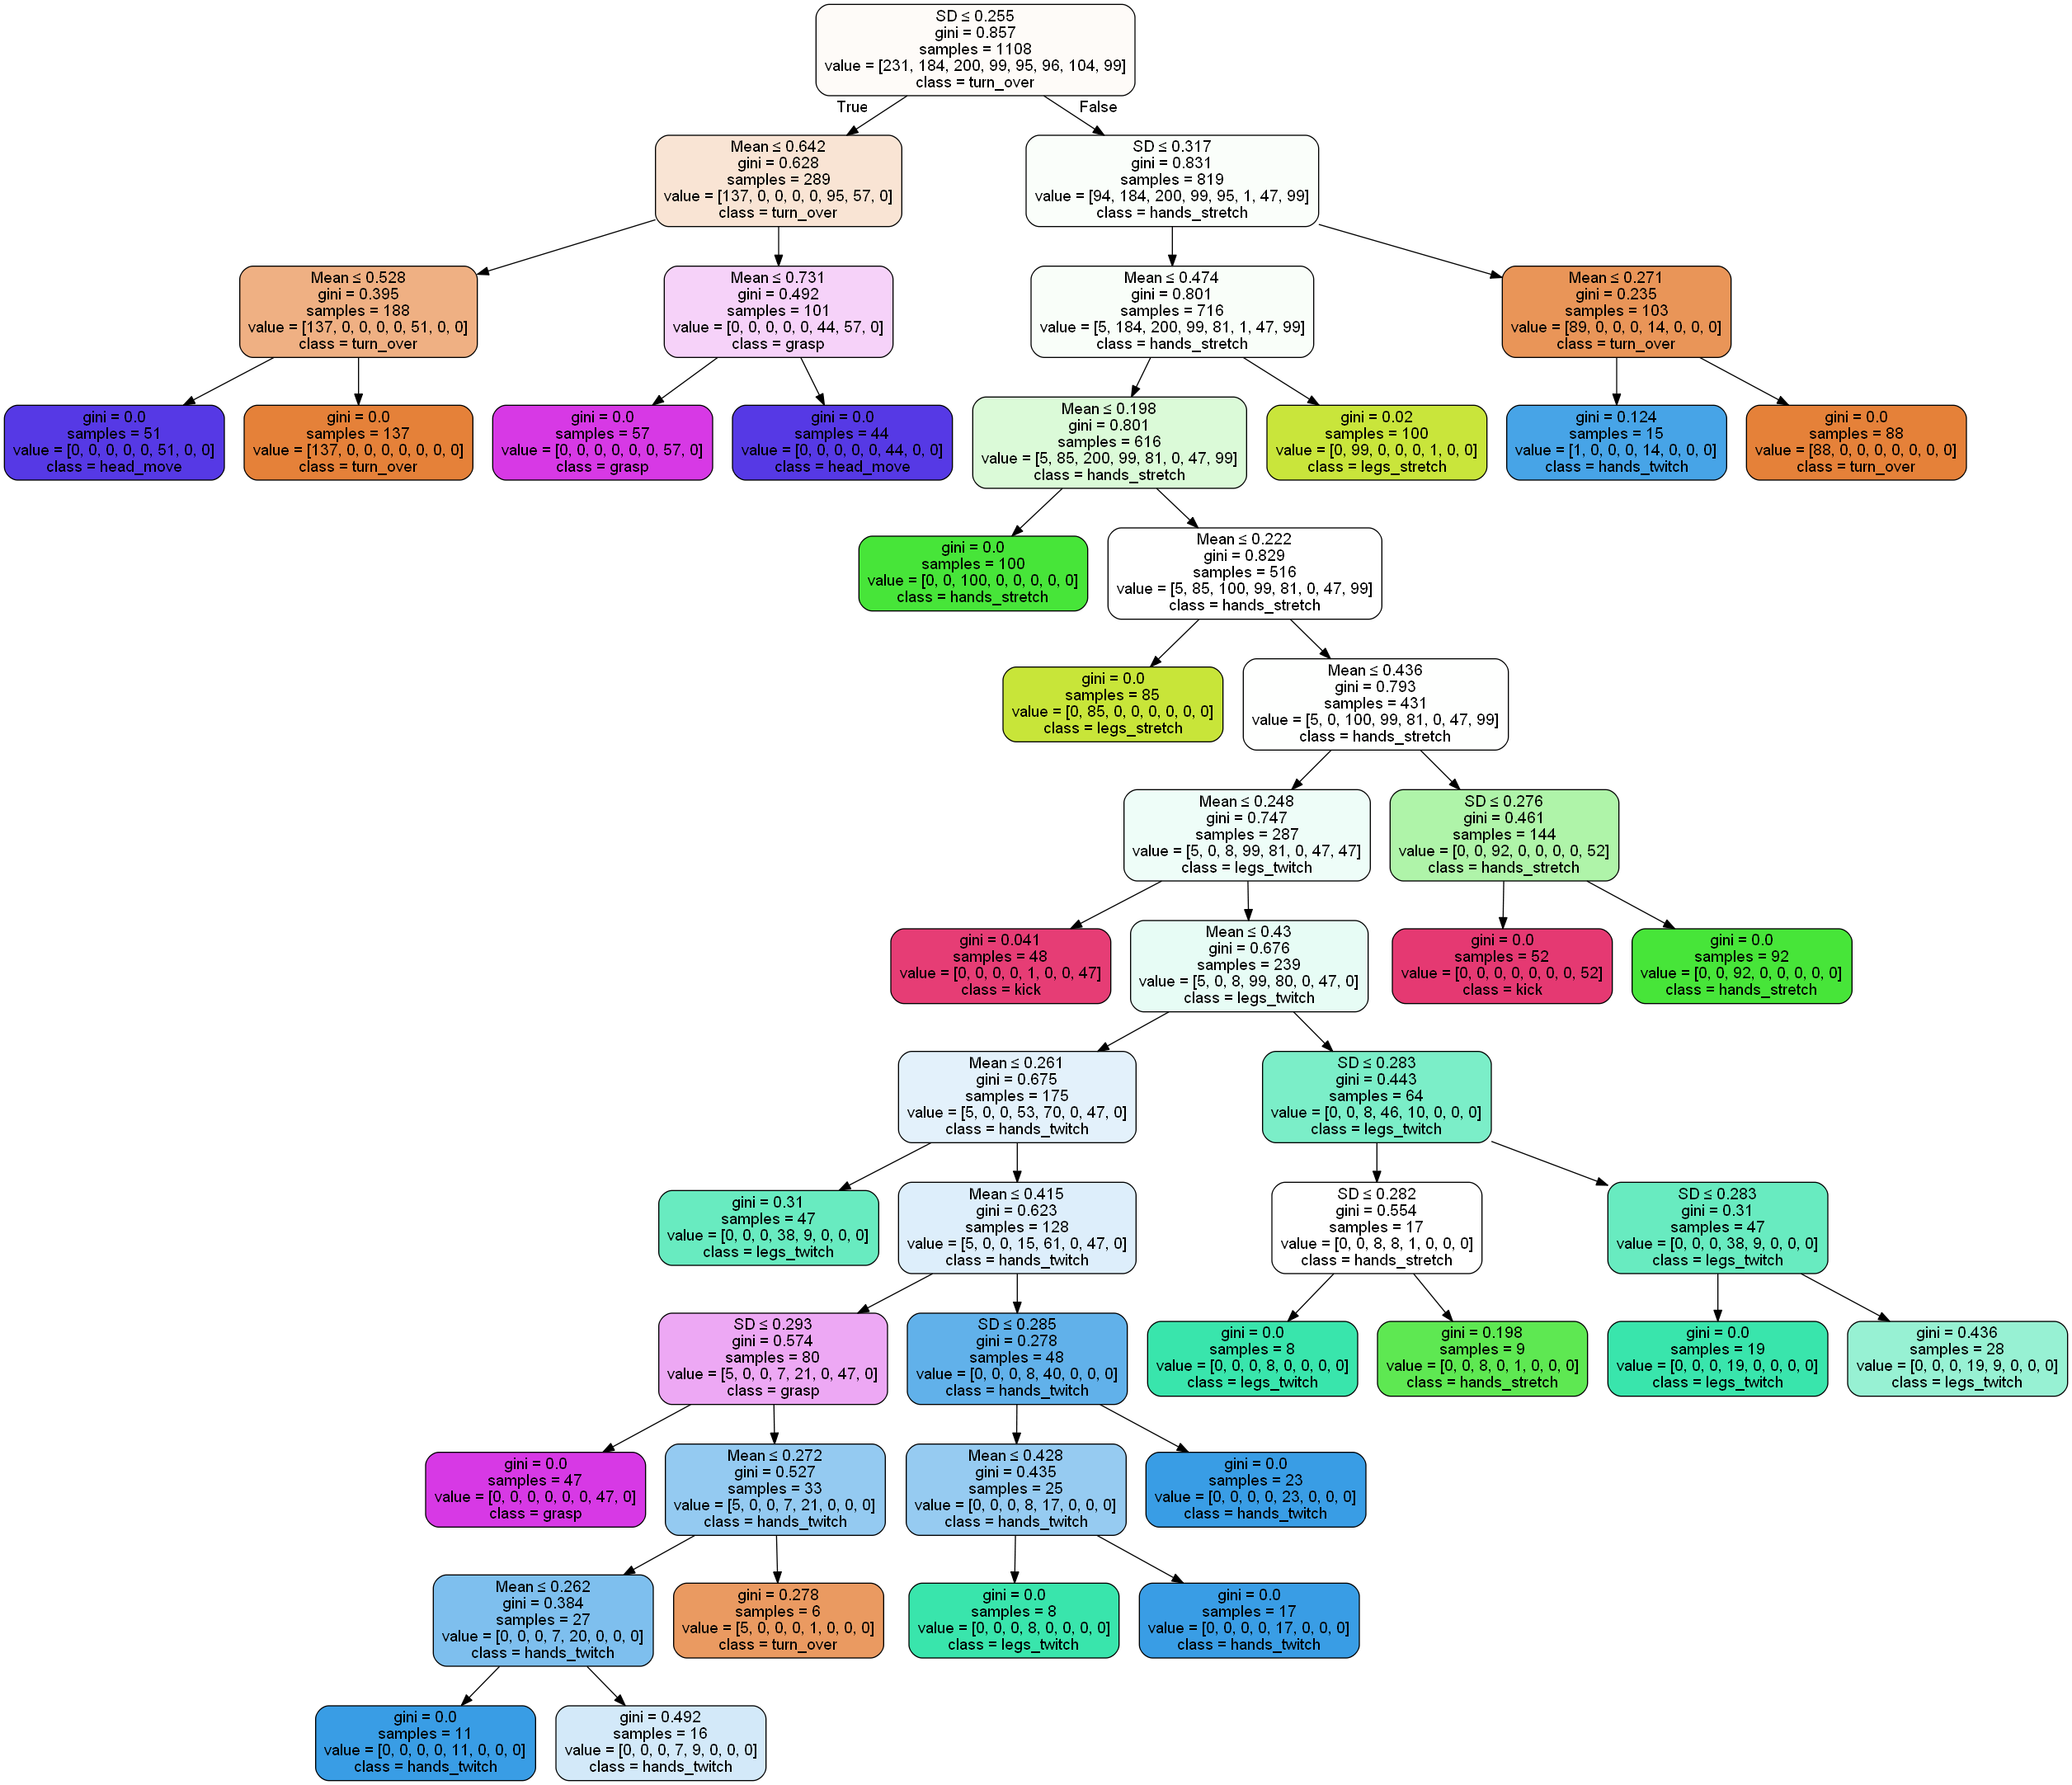 SD ≤ 0.255
gini = 0.857
samples = 1108
value = [231, 184, 200, 99, 95, 96, 104, 99]
class = turn_over
True
False
Mean ≤ 0.642
gini = 0.628
samples = 289
value = [137, 0, 0, 0, 0, 95, 57, 0]
class = turn_over
SD ≤ 0.317
gini = 0.831
samples = 819
value = [94, 184, 200, 99, 95, 1, 47, 99]
class = hands_stretch
Mean ≤ 0.528
gini = 0.395
samples = 188
value = [137, 0, 0, 0, 0, 51, 0, 0]
class = turn_over
Mean ≤ 0.731
gini = 0.492
samples = 101
value = [0, 0, 0, 0, 0, 44, 57, 0]
class = grasp
Mean ≤ 0.474
gini = 0.801
samples = 716
value = [5, 184, 200, 99, 81, 1, 47, 99]
class = hands_stretch
Mean ≤ 0.271
gini = 0.235
samples = 103
value = [89, 0, 0, 0, 14, 0, 0, 0]
class = turn_over
gini = 0.0
samples = 51
value = [0, 0, 0, 0, 0, 51, 0, 0]
class = head_move
gini = 0.0
samples = 137
value = [137, 0, 0, 0, 0, 0, 0, 0]
class = turn_over
gini = 0.0
samples = 57
value = [0, 0, 0, 0, 0, 0, 57, 0]
class = grasp
gini = 0.0
samples = 44
value = [0, 0, 0, 0, 0, 44, 0, 0]
class = head_move
Mean ≤ 0.198
gini = 0.801
samples = 616
value = [5, 85, 200, 99, 81, 0, 47, 99]
class = hands_stretch
gini = 0.02
samples = 100
value = [0, 99, 0, 0, 0, 1, 0, 0]
class = legs_stretch
gini = 0.124
samples = 15
value = [1, 0, 0, 0, 14, 0, 0, 0]
class = hands_twitch
gini = 0.0
samples = 88
value = [88, 0, 0, 0, 0, 0, 0, 0]
class = turn_over
gini = 0.0
samples = 100
value = [0, 0, 100, 0, 0, 0, 0, 0]
class = hands_stretch
Mean ≤ 0.222
gini = 0.829
samples = 516
value = [5, 85, 100, 99, 81, 0, 47, 99]
class = hands_stretch
gini = 0.0
samples = 85
value = [0, 85, 0, 0, 0, 0, 0, 0]
class = legs_stretch
Mean ≤ 0.436
gini = 0.793
samples = 431
value = [5, 0, 100, 99, 81, 0, 47, 99]
class = hands_stretch
Mean ≤ 0.248
gini = 0.747
samples = 287
value = [5, 0, 8, 99, 81, 0, 47, 47]
class = legs_twitch
SD ≤ 0.276
gini = 0.461
samples = 144
value = [0, 0, 92, 0, 0, 0, 0, 52]
class = hands_stretch
gini = 0.041
samples = 48
value = [0, 0, 0, 0, 1, 0, 0, 47]
class = kick
Mean ≤ 0.43
gini = 0.676
samples = 239
value = [5, 0, 8, 99, 80, 0, 47, 0]
class = legs_twitch
gini = 0.0
samples = 52
value = [0, 0, 0, 0, 0, 0, 0, 52]
class = kick
gini = 0.0
samples = 92
value = [0, 0, 92, 0, 0, 0, 0, 0]
class = hands_stretch
Mean ≤ 0.261
gini = 0.675
samples = 175
value = [5, 0, 0, 53, 70, 0, 47, 0]
class = hands_twitch
SD ≤ 0.283
gini = 0.443
samples = 64
value = [0, 0, 8, 46, 10, 0, 0, 0]
class = legs_twitch
gini = 0.31
samples = 47
value = [0, 0, 0, 38, 9, 0, 0, 0]
class = legs_twitch
Mean ≤ 0.415
gini = 0.623
samples = 128
value = [5, 0, 0, 15, 61, 0, 47, 0]
class = hands_twitch
SD ≤ 0.282
gini = 0.554
samples = 17
value = [0, 0, 8, 8, 1, 0, 0, 0]
class = hands_stretch
SD ≤ 0.283
gini = 0.31
samples = 47
value = [0, 0, 0, 38, 9, 0, 0, 0]
class = legs_twitch
SD ≤ 0.293
gini = 0.574
samples = 80
value = [5, 0, 0, 7, 21, 0, 47, 0]
class = grasp
SD ≤ 0.285
gini = 0.278
samples = 48
value = [0, 0, 0, 8, 40, 0, 0, 0]
class = hands_twitch
gini = 0.0
samples = 8
value = [0, 0, 0, 8, 0, 0, 0, 0]
class = legs_twitch
gini = 0.198
samples = 9
value = [0, 0, 8, 0, 1, 0, 0, 0]
class = hands_stretch
gini = 0.0
samples = 19
value = [0, 0, 0, 19, 0, 0, 0, 0]
class = legs_twitch
gini = 0.436
samples = 28
value = [0, 0, 0, 19, 9, 0, 0, 0]
class = legs_twitch
gini = 0.0
samples = 47
value = [0, 0, 0, 0, 0, 0, 47, 0]
class = grasp
Mean ≤ 0.272
gini = 0.527
samples = 33
value = [5, 0, 0, 7, 21, 0, 0, 0]
class = hands_twitch
Mean ≤ 0.428
gini = 0.435
samples = 25
value = [0, 0, 0, 8, 17, 0, 0, 0]
class = hands_twitch
gini = 0.0
samples = 23
value = [0, 0, 0, 0, 23, 0, 0, 0]
class = hands_twitch
Mean ≤ 0.262
gini = 0.384
samples = 27
value = [0, 0, 0, 7, 20, 0, 0, 0]
class = hands_twitch
gini = 0.278
samples = 6
value = [5, 0, 0, 0, 1, 0, 0, 0]
class = turn_over
gini = 0.0
samples = 8
value = [0, 0, 0, 8, 0, 0, 0, 0]
class = legs_twitch
gini = 0.0
samples = 17
value = [0, 0, 0, 0, 17, 0, 0, 0]
class = hands_twitch
gini = 0.0
samples = 11
value = [0, 0, 0, 0, 11, 0, 0, 0]
class = hands_twitch
gini = 0.492
samples = 16
value = [0, 0, 0, 7, 9, 0, 0, 0]
class = hands_twitch